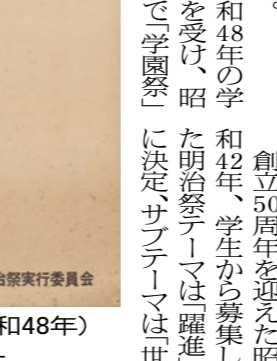 。
和48年の学
を受け、昭
で「学園祭」
創立50周年を迎えた昭
和42年、学生から募集し
た明治祭テーマは「躍進」
に決定、サブテーマは「世
治祭実行委員会
和48年）